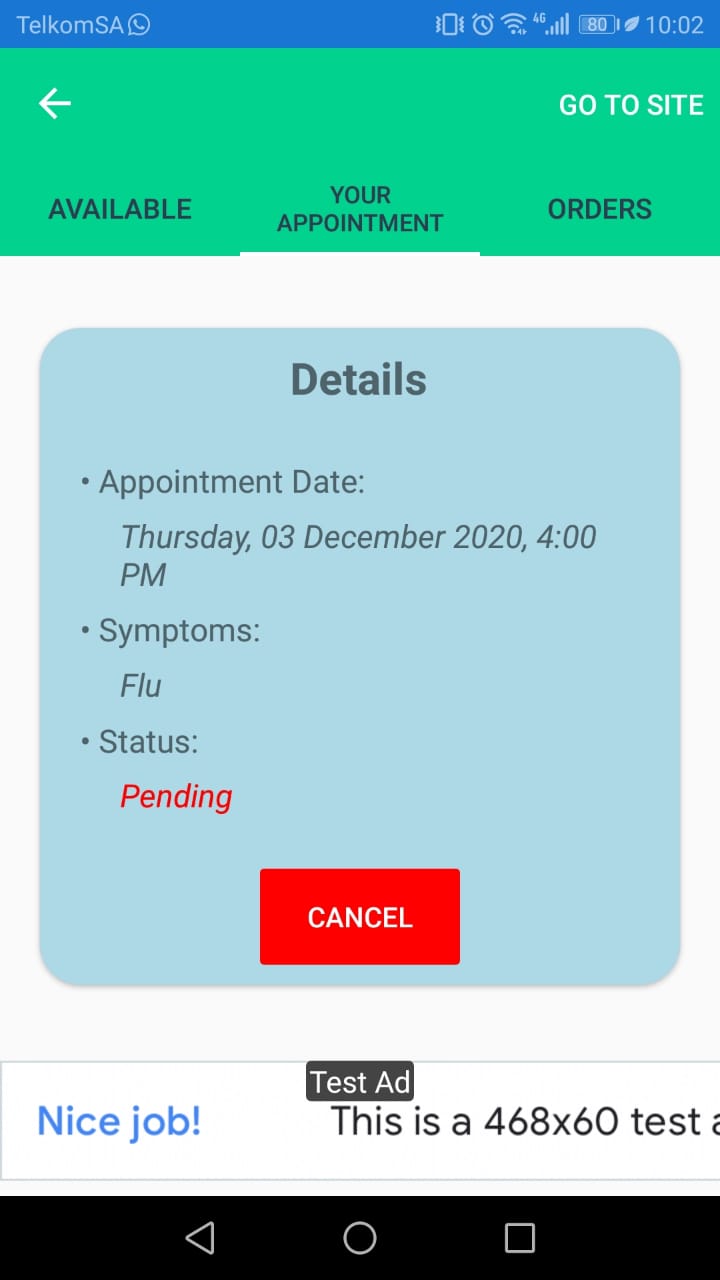 TelkomSA 4G 80 10:02
GO TO SITE
AVAILABLE
YOUR
APPOINTMENT
ORDERS
Details
• Appointment Date:
Thursday, 03 December 2020, 4:00
PM
• Symptoms:
Flu
• Status:
Pending
CANCEL
Test Ad
Nice job! This is a 468x60 test